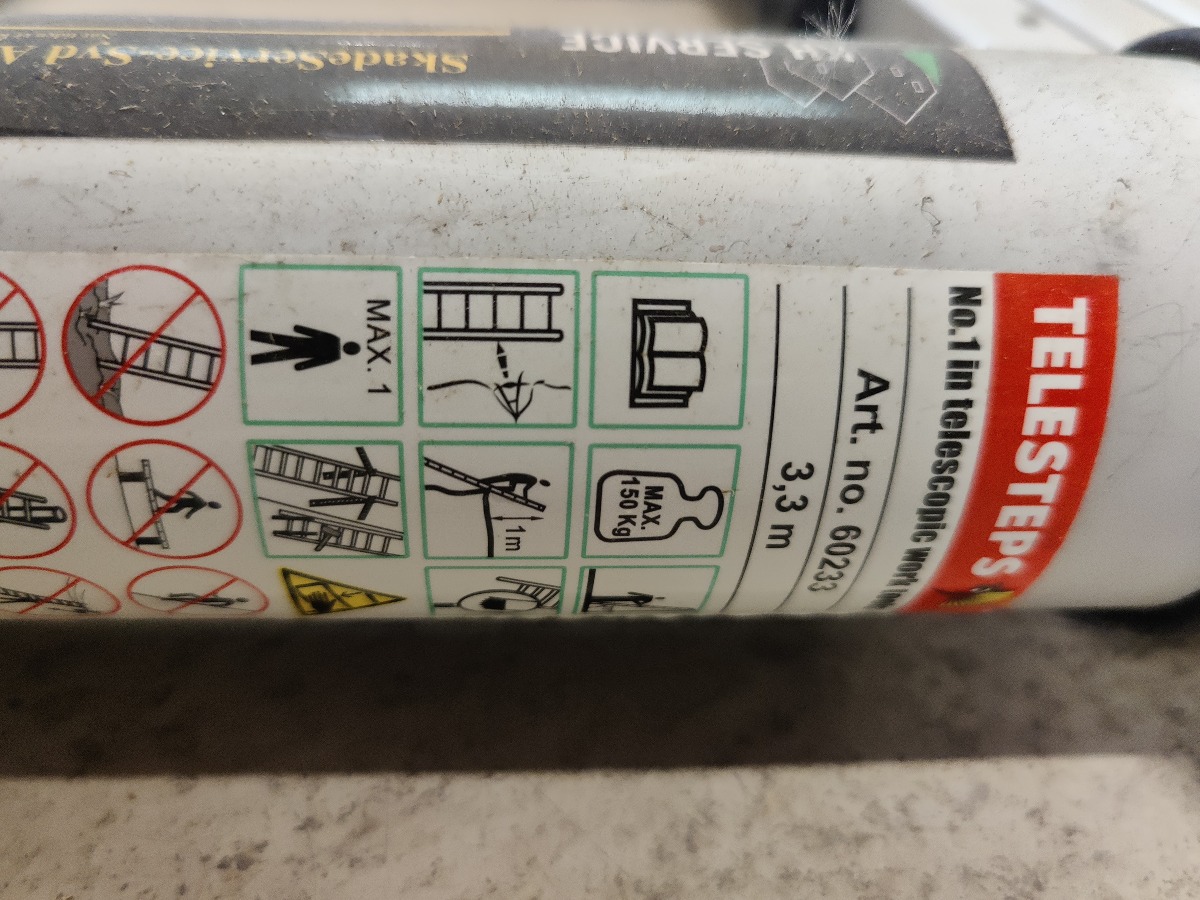 TELESTEPS
No.1 in telescopic work
Art. no. 60233
3,3 m
MAX.
150 Kg
1m
MAX. 1
SERVICE
SkadeService-Syd A